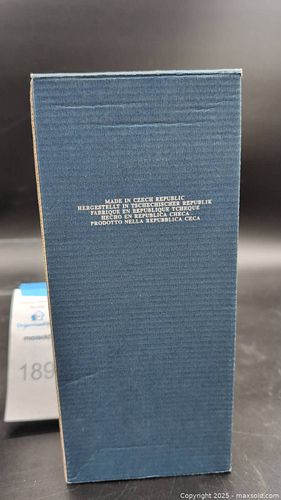 MADE IN CZECH REPUBLIC
HERGESTELLT IN TSCHECHISCHER REPUBLIK
FABRIQUE EN REPUBLIQUE TCHEQUE
HECHO EN REPUBLICA CHECA
PRODOTTO NELLA REPUBBLICA CECA
189
Copyright © 2025 - maxsold.com